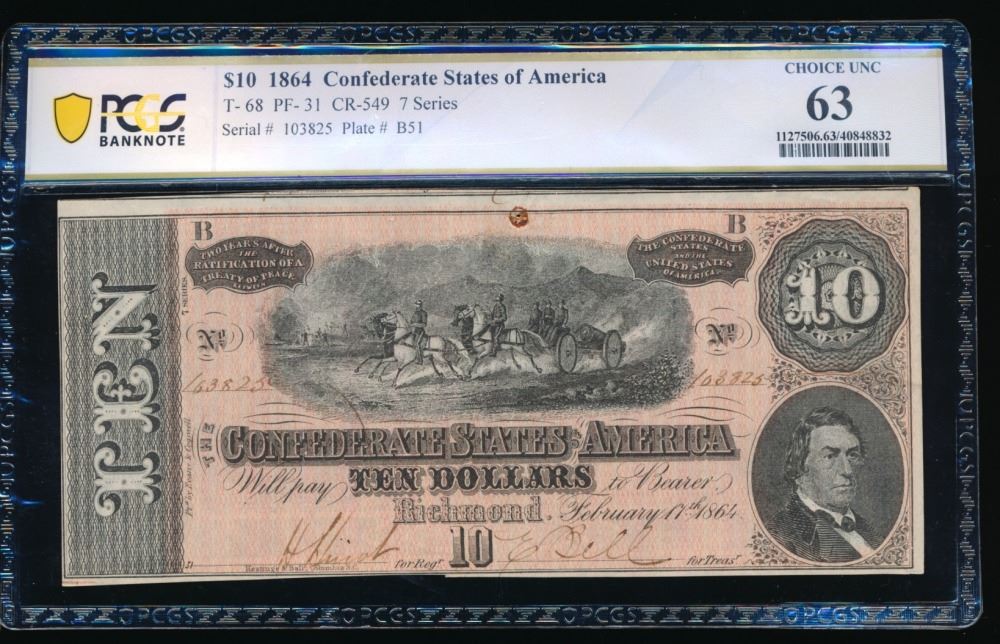 $10 1864 Confederate States of America
T- 68 PF- 31 CR-549 7 Series
Serial # 103825 Plate # B51
PCGS
BANKNOTE
CHOICE UNC
63
1127506.63/40848832
B
B
TWO YEARS AFTER
THE
RATIFICATION OF A
TREATY OF PEACE
BETWEEN
THE CONFEDERATE
STATES
AND THE
UNITED STATES
OF AMERICA
10
TEN
7 SERIES
No
No
103825
103825
THE
CONFEDERATE STATES OF AMERICA
Will pay TEN DOLLARS to Bearer
Richmond. February 17th 1864
10
for Regr
E Bell
for Treasr
51